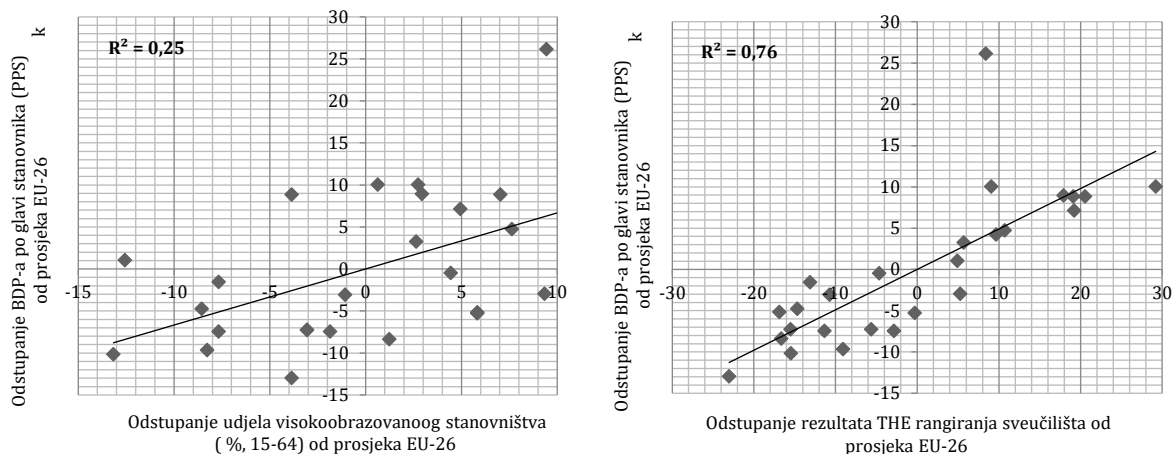 Odstupanje BDP-a po glavi stanovnika (PPS)
od prosjeka EU-26
k
R² = 0,25
30
25
20
15
10
5
0
-5
-10
-15
-15
-10
-5
0
5
10
Odstupanje udjela visokoobrazovanoog stanovništva
( %, 15-64) od prosjeka EU-26
Odstupanje BDP-a po glavi stanovnika (PPS)
od prosjeka EU-26
k
R² = 0,76
30
25
20
15
10
5
0
-5
-10
-15
-30
-20
-10
0
10
20
30
Odstupanje rezultata THE rangiranja sveučilišta od
prosjeka EU-26